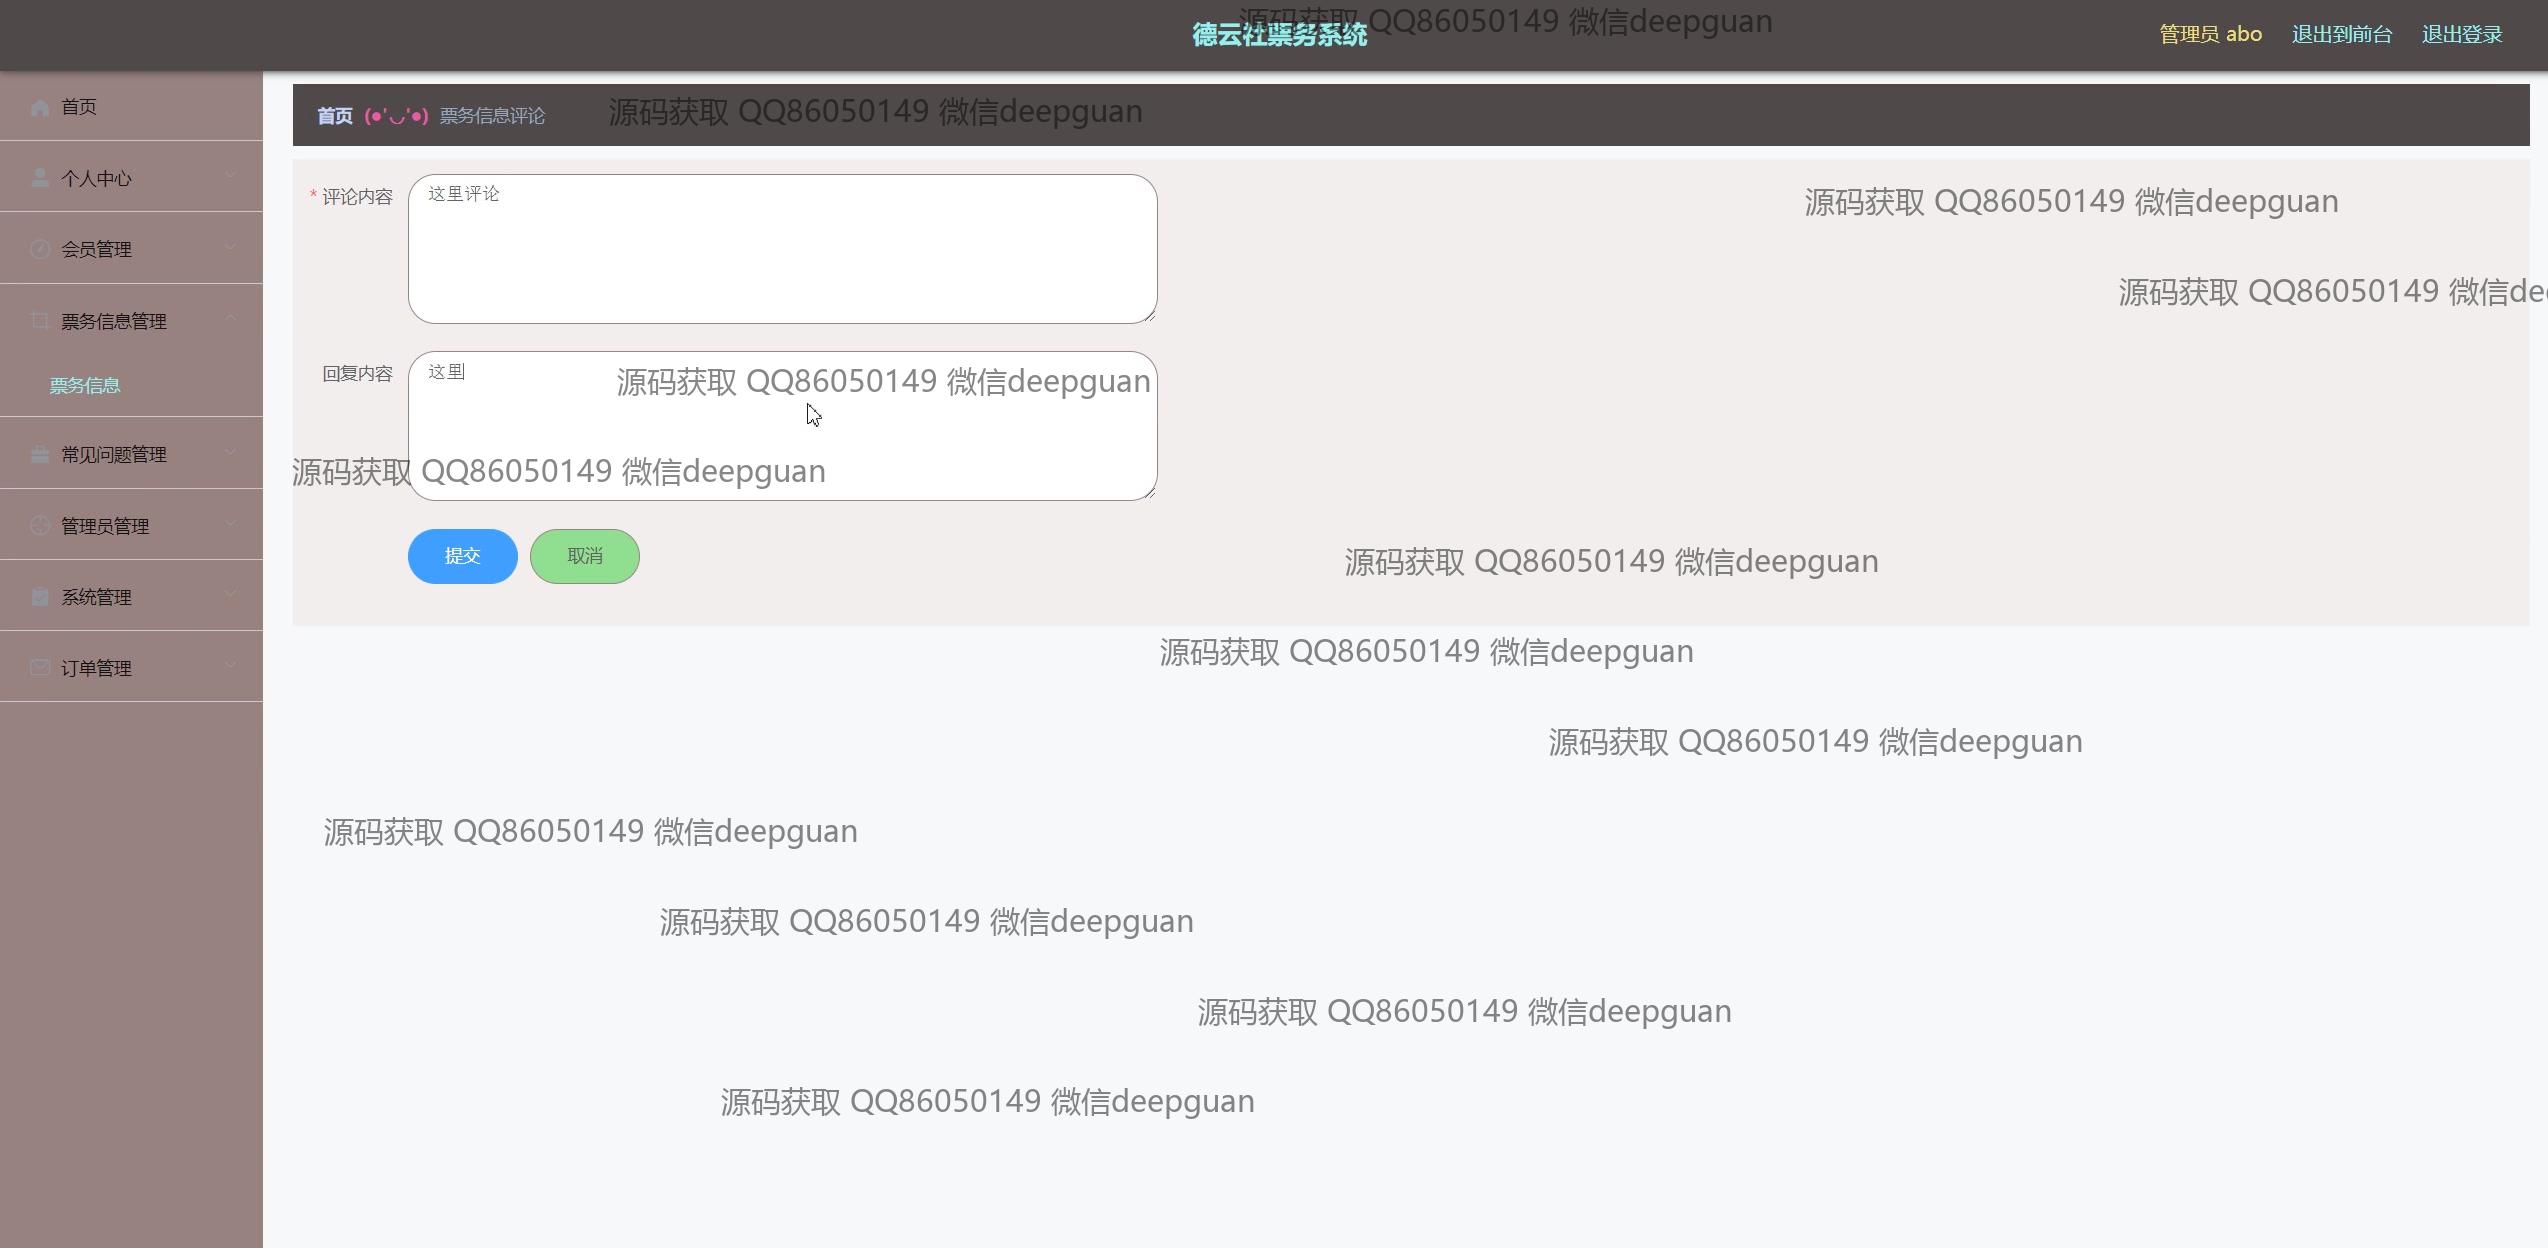 源码获取 QQ86050149 微信deepguan
德云社票务系统
管理员 abo
退出到前台
退出登录
首页
个人中心
会员管理
票务信息管理
票务信息
常见问题管理
管理员管理
系统管理
订单管理
首页 (●'◡'●) 票务信息评论
源码获取 QQ86050149 微信deepguan
* 评论内容
这里评论
源码获取 QQ86050149 微信deepguan
源码获取 QQ86050149 微信dee
回复内容
这里
源码获取 QQ86050149 微信deepguan
源码获取 QQ86050149 微信deepguan
提交
取消
源码获取 QQ86050149 微信deepguan
源码获取 QQ86050149 微信deepguan
源码获取 QQ86050149 微信deepguan
源码获取 QQ86050149 微信deepguan
源码获取 QQ86050149 微信deepguan
源码获取 QQ86050149 微信deepguan
源码获取 QQ86050149 微信deepguan